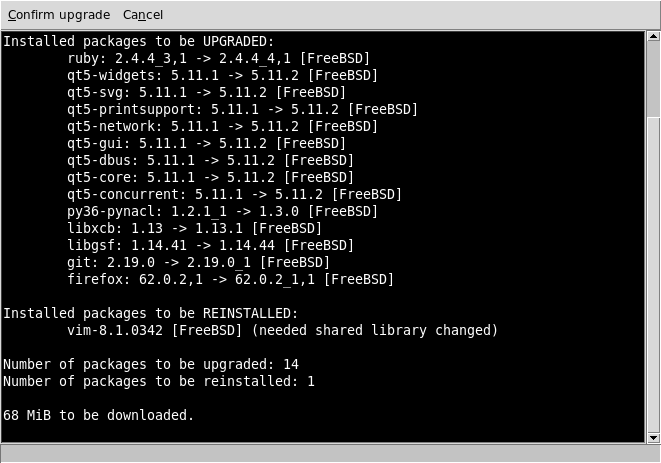 Confirm upgrade Cancel
Installed packages to be UPGRADED:
ruby: 2.4.4_3,1 -> 2.4.4_4,1 [FreeBSD]
qt5-widgets: 5.11.1 -> 5.11.2 [FreeBSD]
qt5-svg: 5.11.1 -> 5.11.2 [FreeBSD]
qt5-printsupport: 5.11.1 -> 5.11.2 [FreeBSD]
qt5-network: 5.11.1 -> 5.11.2 [FreeBSD]
qt5-gui: 5.11.1 -> 5.11.2 [FreeBSD]
qt5-dbus: 5.11.1 -> 5.11.2 [FreeBSD]
qt5-core: 5.11.1 -> 5.11.2 [FreeBSD]
qt5-concurrent: 5.11.1 -> 5.11.2 [FreeBSD]
py36-pynacl: 1.2.1_1 -> 1.3.0 [FreeBSD]
libxcb: 1.13 -> 1.13.1 [FreeBSD]
libgsf: 1.14.41 -> 1.14.44 [FreeBSD]
git: 2.19.0 -> 2.19.0_1 [FreeBSD]
firefox: 62.0.2,1 -> 62.0.2_1,1 [FreeBSD]
Installed packages to be REINSTALLED:
vim-8.1.0342 [FreeBSD] (needed shared library changed)
Number of packages to be upgraded: 14
Number of packages to be reinstalled: 1
68 MiB to be downloaded.